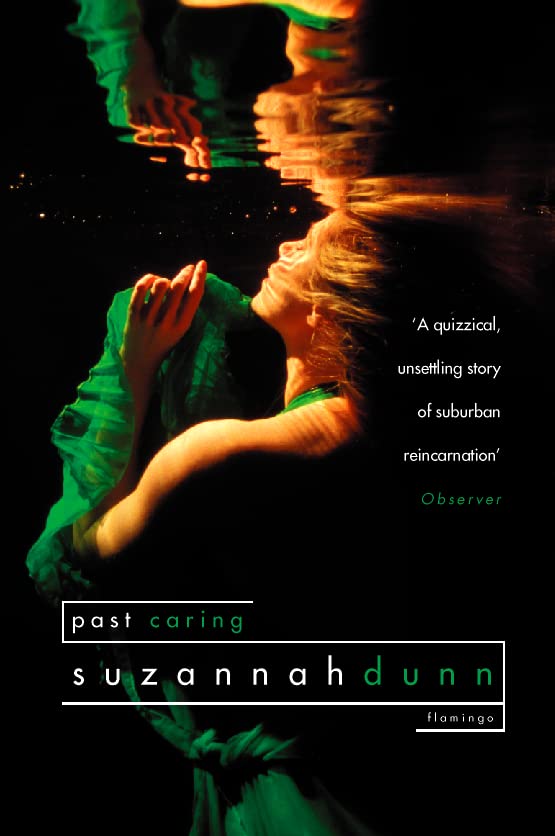 ‘A quizzical,
unsettling story
of suburban
reincarnation’
Observer
past caring
suzannahdunn
flamingo